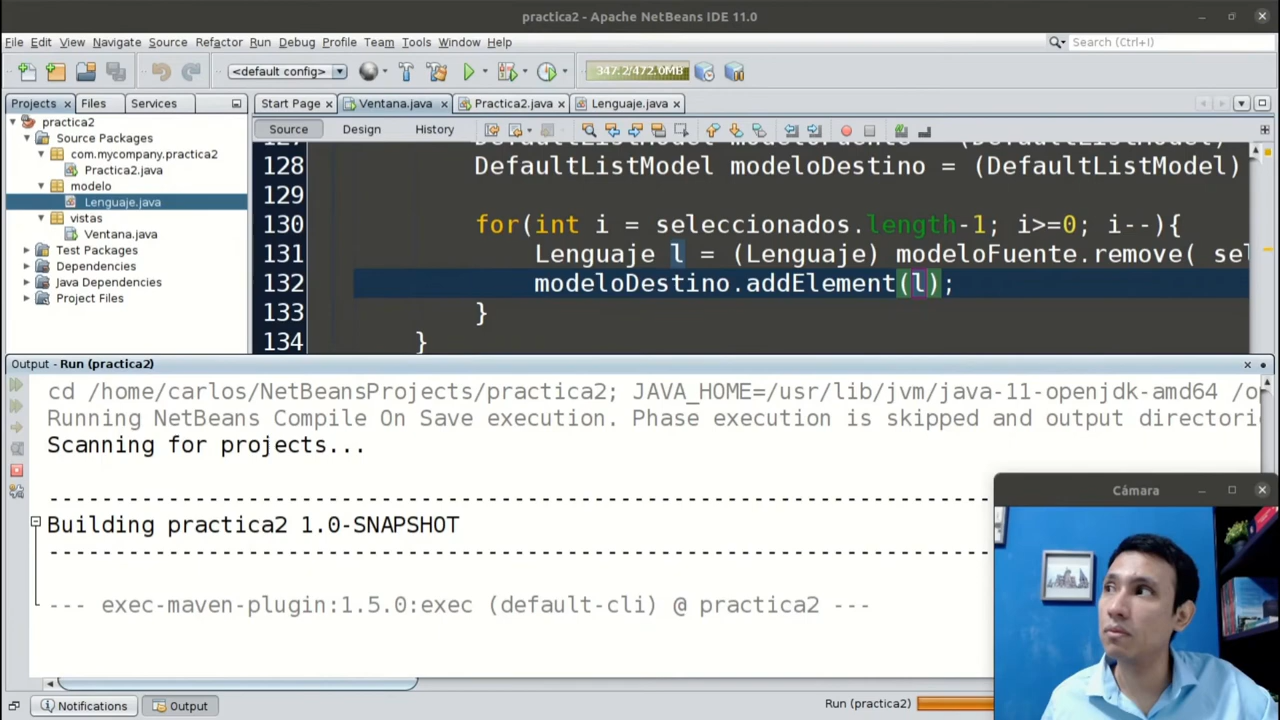 practica2 - Apache NetBeans IDE 11.0
File Edit View Navigate Source Refactor Run Debug Profile Team Tools Window Help
Search (Ctrl+I)
<default config>
347.2/472.0MB
Projects Files Services
Start Page Ventana.java Practica2.java Lenguaje.java
practica2
Source Packages
com.mycompany.practica2
Practica2.java
modelo
Lenguaje.java
vistas
Ventana.java
Test Packages
Dependencies
Java Dependencies
Project Files
Source Design History
128 DefaultListModel modeloDestino = (DefaultListModel)
129
130 for(int i = seleccionados.length-1; i>=0; i--){
131 Lenguaje l = (Lenguaje) modeloFuente.remove( sel
132 modeloDestino.addElement(l);
133 }
134 }
Output - Run (practica2)
cd /home/carlos/NetBeansProjects/practica2; JAVA_HOME=/usr/lib/jvm/java-11-openjdk-amd64 /o
Running NetBeans Compile On Save execution. Phase execution is skipped and output directori
Scanning for projects...
------------------------------------------------------------------------
Building practica2 1.0-SNAPSHOT
------------------------------------------------------------------------
--- exec-maven-plugin:1.5.0:exec (default-cli) @ practica2 ---
Cámara
Notifications Output
Run (practica2)